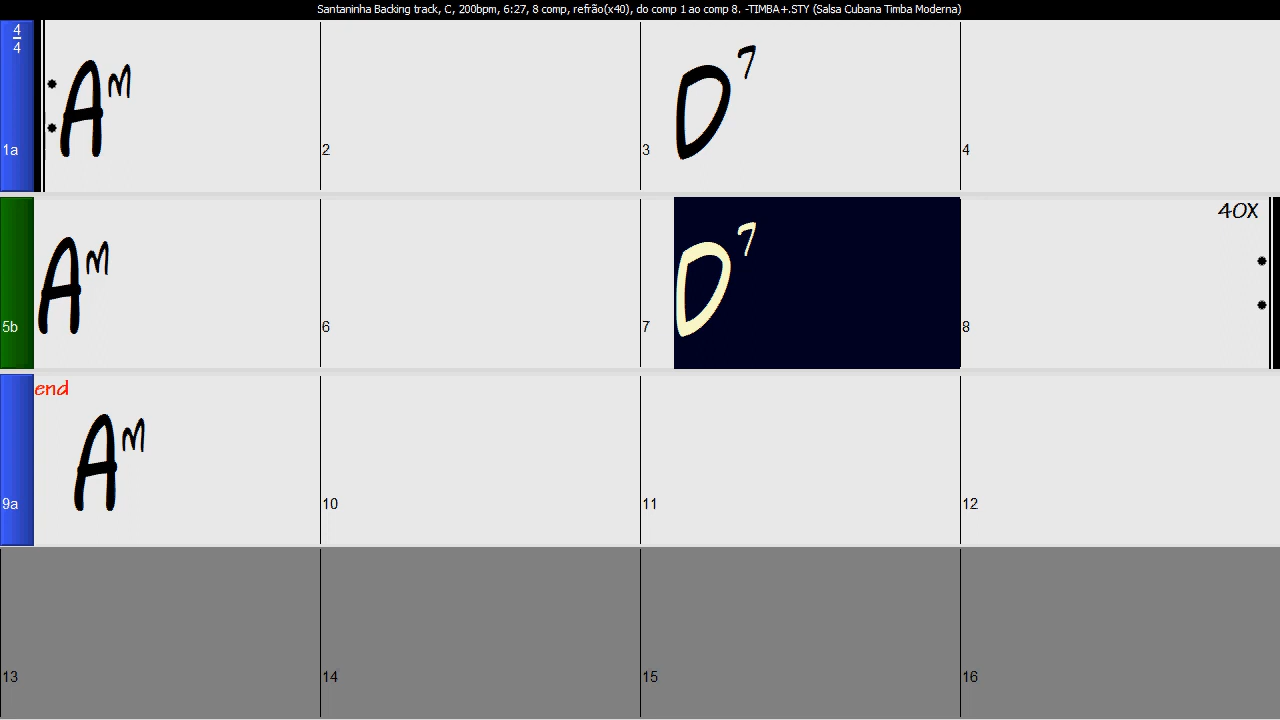 Santaninha Backing track, C, 200bpm, 6:27, 8 comp, refrão(x40), do comp 1 ao comp 8. -TIMBA+.STY (Salsa Cubana Timba Moderna)
4
4
Am D7
1a 2 3 4
40X
Am D7
5b 6 7 8
end
Am
9a 10 11 12
13 14 15 16